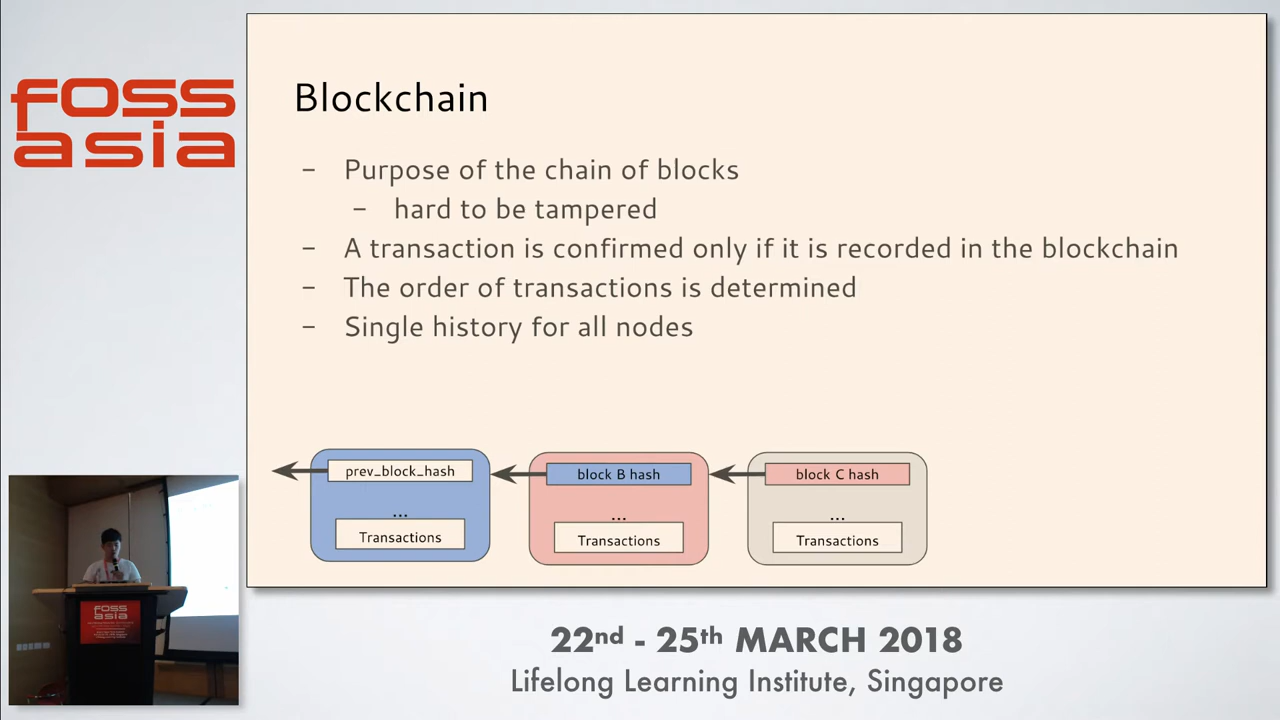 foss
asia
Blockchain
- Purpose of the chain of blocks
- hard to be tampered
- A transaction is confirmed only if it is recorded in the blockchain
- The order of transactions is determined
- Single history for all nodes
prev_block_hash
...
Transactions
block B hash
...
Transactions
block C hash
...
Transactions
foss
asia
22nd - 25th MARCH 2018
Lifelong Learning Institute, Singapore